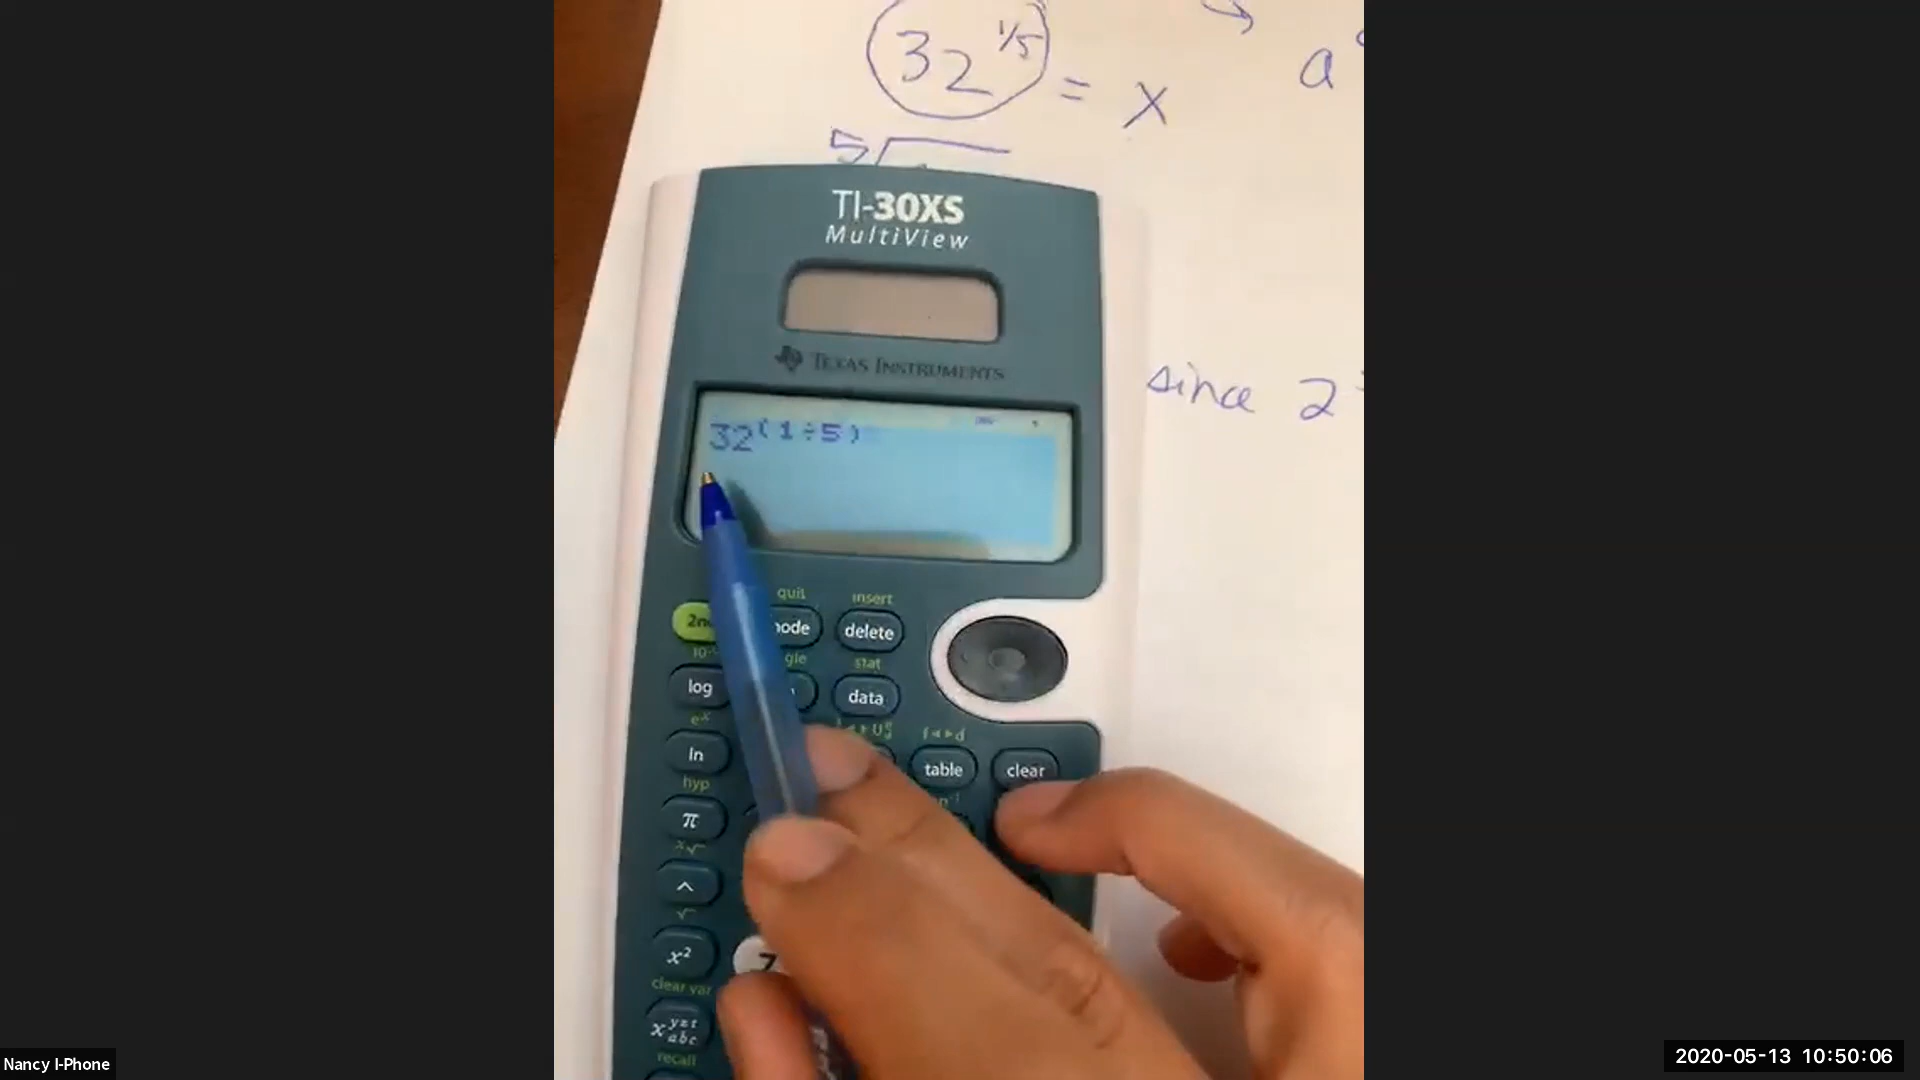 32^1/5 = x
a
5√
TI-30XS
MultiView
TEXAS INSTRUMENTS
since 2
32^(1÷5)
quit insert
2nd mode delete
stat
log data
e^x f◄►d
ln table clear
hyp
π
x√
^
√
x² 7
clear var
x yzt abc
recall
Nancy I-Phone
2020-05-13 10:50:06